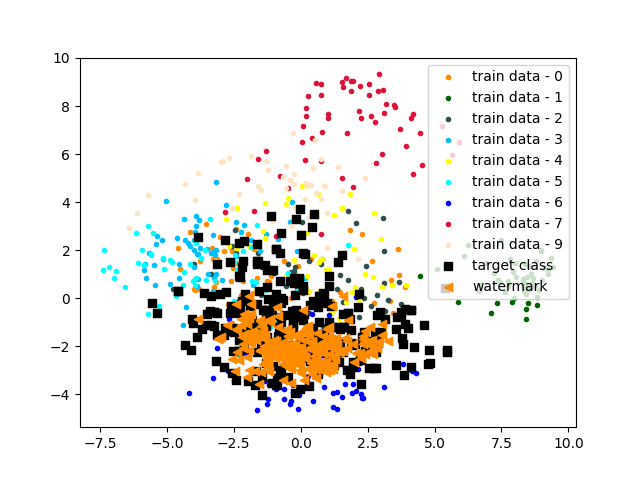 10
8
6
4
2
0
−2
−4
−7.5 −5.0 −2.5 0.0 2.5 5.0 7.5 10.0
train data - 0
train data - 1
train data - 2
train data - 3
train data - 4
train data - 5
train data - 6
train data - 7
train data - 9
target class
watermark